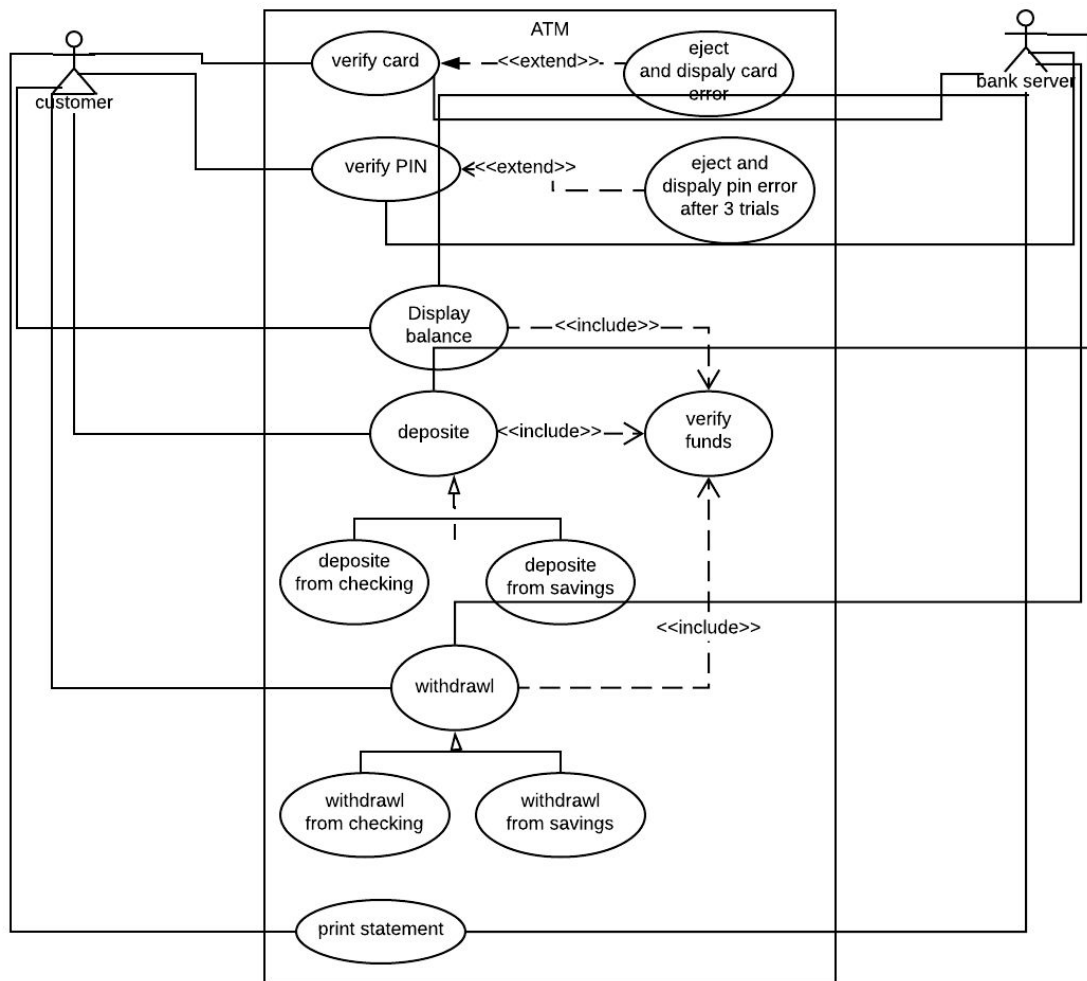 ATM
customer
bank server
verify card
<<extend>>
eject
and dispaly card
error
verify PIN
<<extend>>
eject and
dispaly pin error
after 3 trials
Display
balance
<<include>>
deposite
<<include>>
verify
funds
deposite
from checking
deposite
from savings
<<include>>
withdrawl
withdrawl
from checking
withdrawl
from savings
print statement